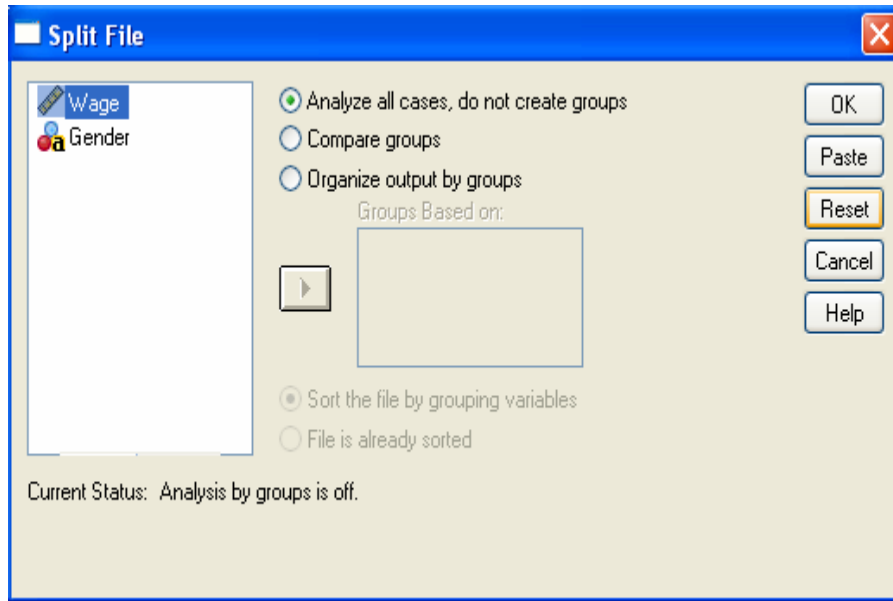 Split File
Wage
a Gender
Analyze all cases, do not create groups
Compare groups
Organize output by groups
Groups Based on:
Sort the file by grouping variables
File is already sorted
Current Status: Analysis by groups is off.
OK
Paste
Reset
Cancel
Help